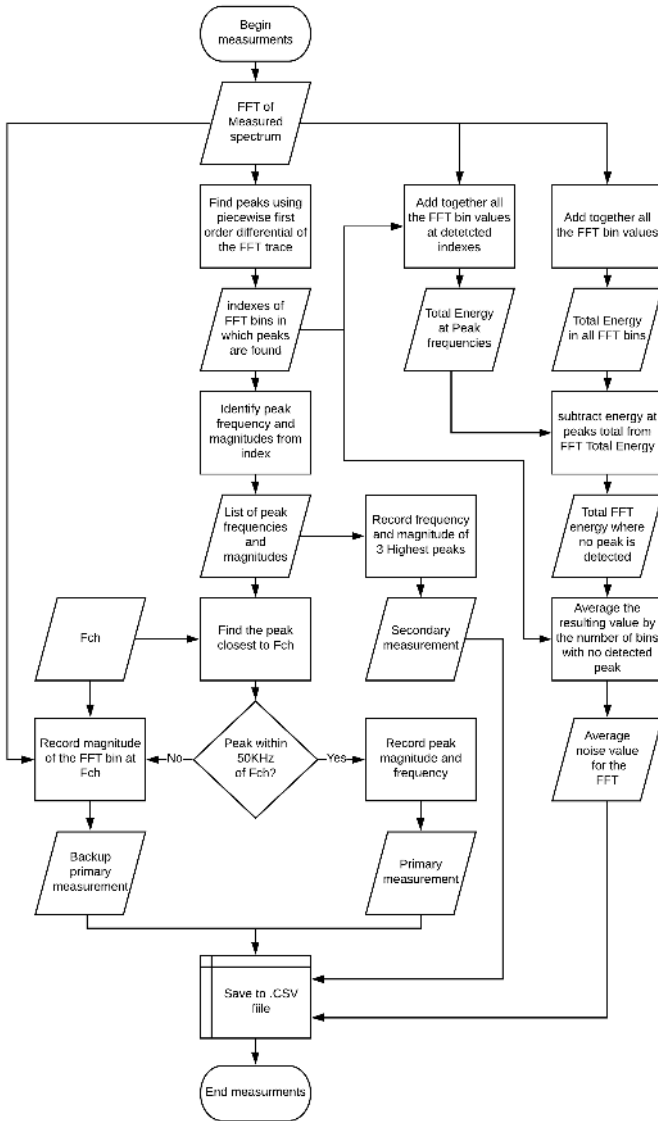 Begin
measurments
FFT of
Measured
spectrum
Find peaks using
piecewise first
order differential of
the FFT trace
Add together all
the FFT bin values
at detetcted
indexes
Add together all
the FFT bin values
indexes of
FFT bins in
which peaks
are found
Total Energy
at Peak
frequencies
Total Energy
in all FFT bins
Identify peak
frequency and
magnitudes from
index
subtract energy at
peaks total from
FFT Total Energy
List of peak
frequencies
and
magnitudes
Record frequency
and magnitude of
3 Highest peaks
Total FFT
energy where
no peak is
detected
Fch
Find the peak
closest to Fch
Secondary
measurement
Average the
resulting value by
the number of bins
with no detected
peak
Record magnitude
of the FFT bin at
Fch
No
Peak within
50KHz
of Fch?
Yes
Record peak
magnitude and
frequency
Average
noise value
for the
FFT
Backup
primary
measurement
Primary
measurement
Save to .CSV
fiile
End measurments